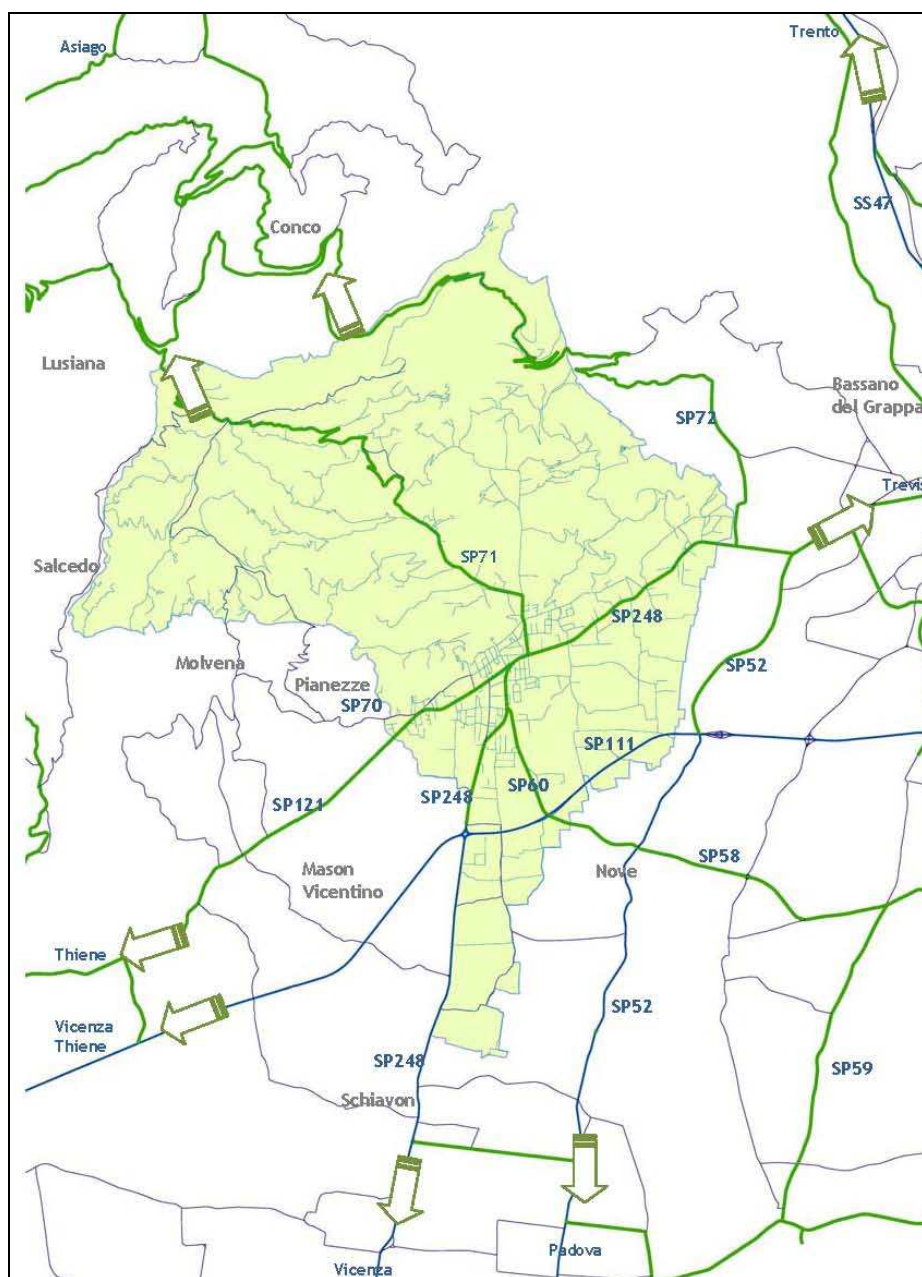 Trento
Asiago
SS47
Conco
Lusiana
Bassano
del Grappa
SP72
Trevis
SP71
Salcedo
SP248
Molvena
SP52
Pianezze
SP70
SP111
SP248
SP60
SP121
SP58
Mason
Vicentino
Nove
Thiene
SP52
Vicenza
Thiene
SP248
SP59
Schiavon
Padova
Vicenza